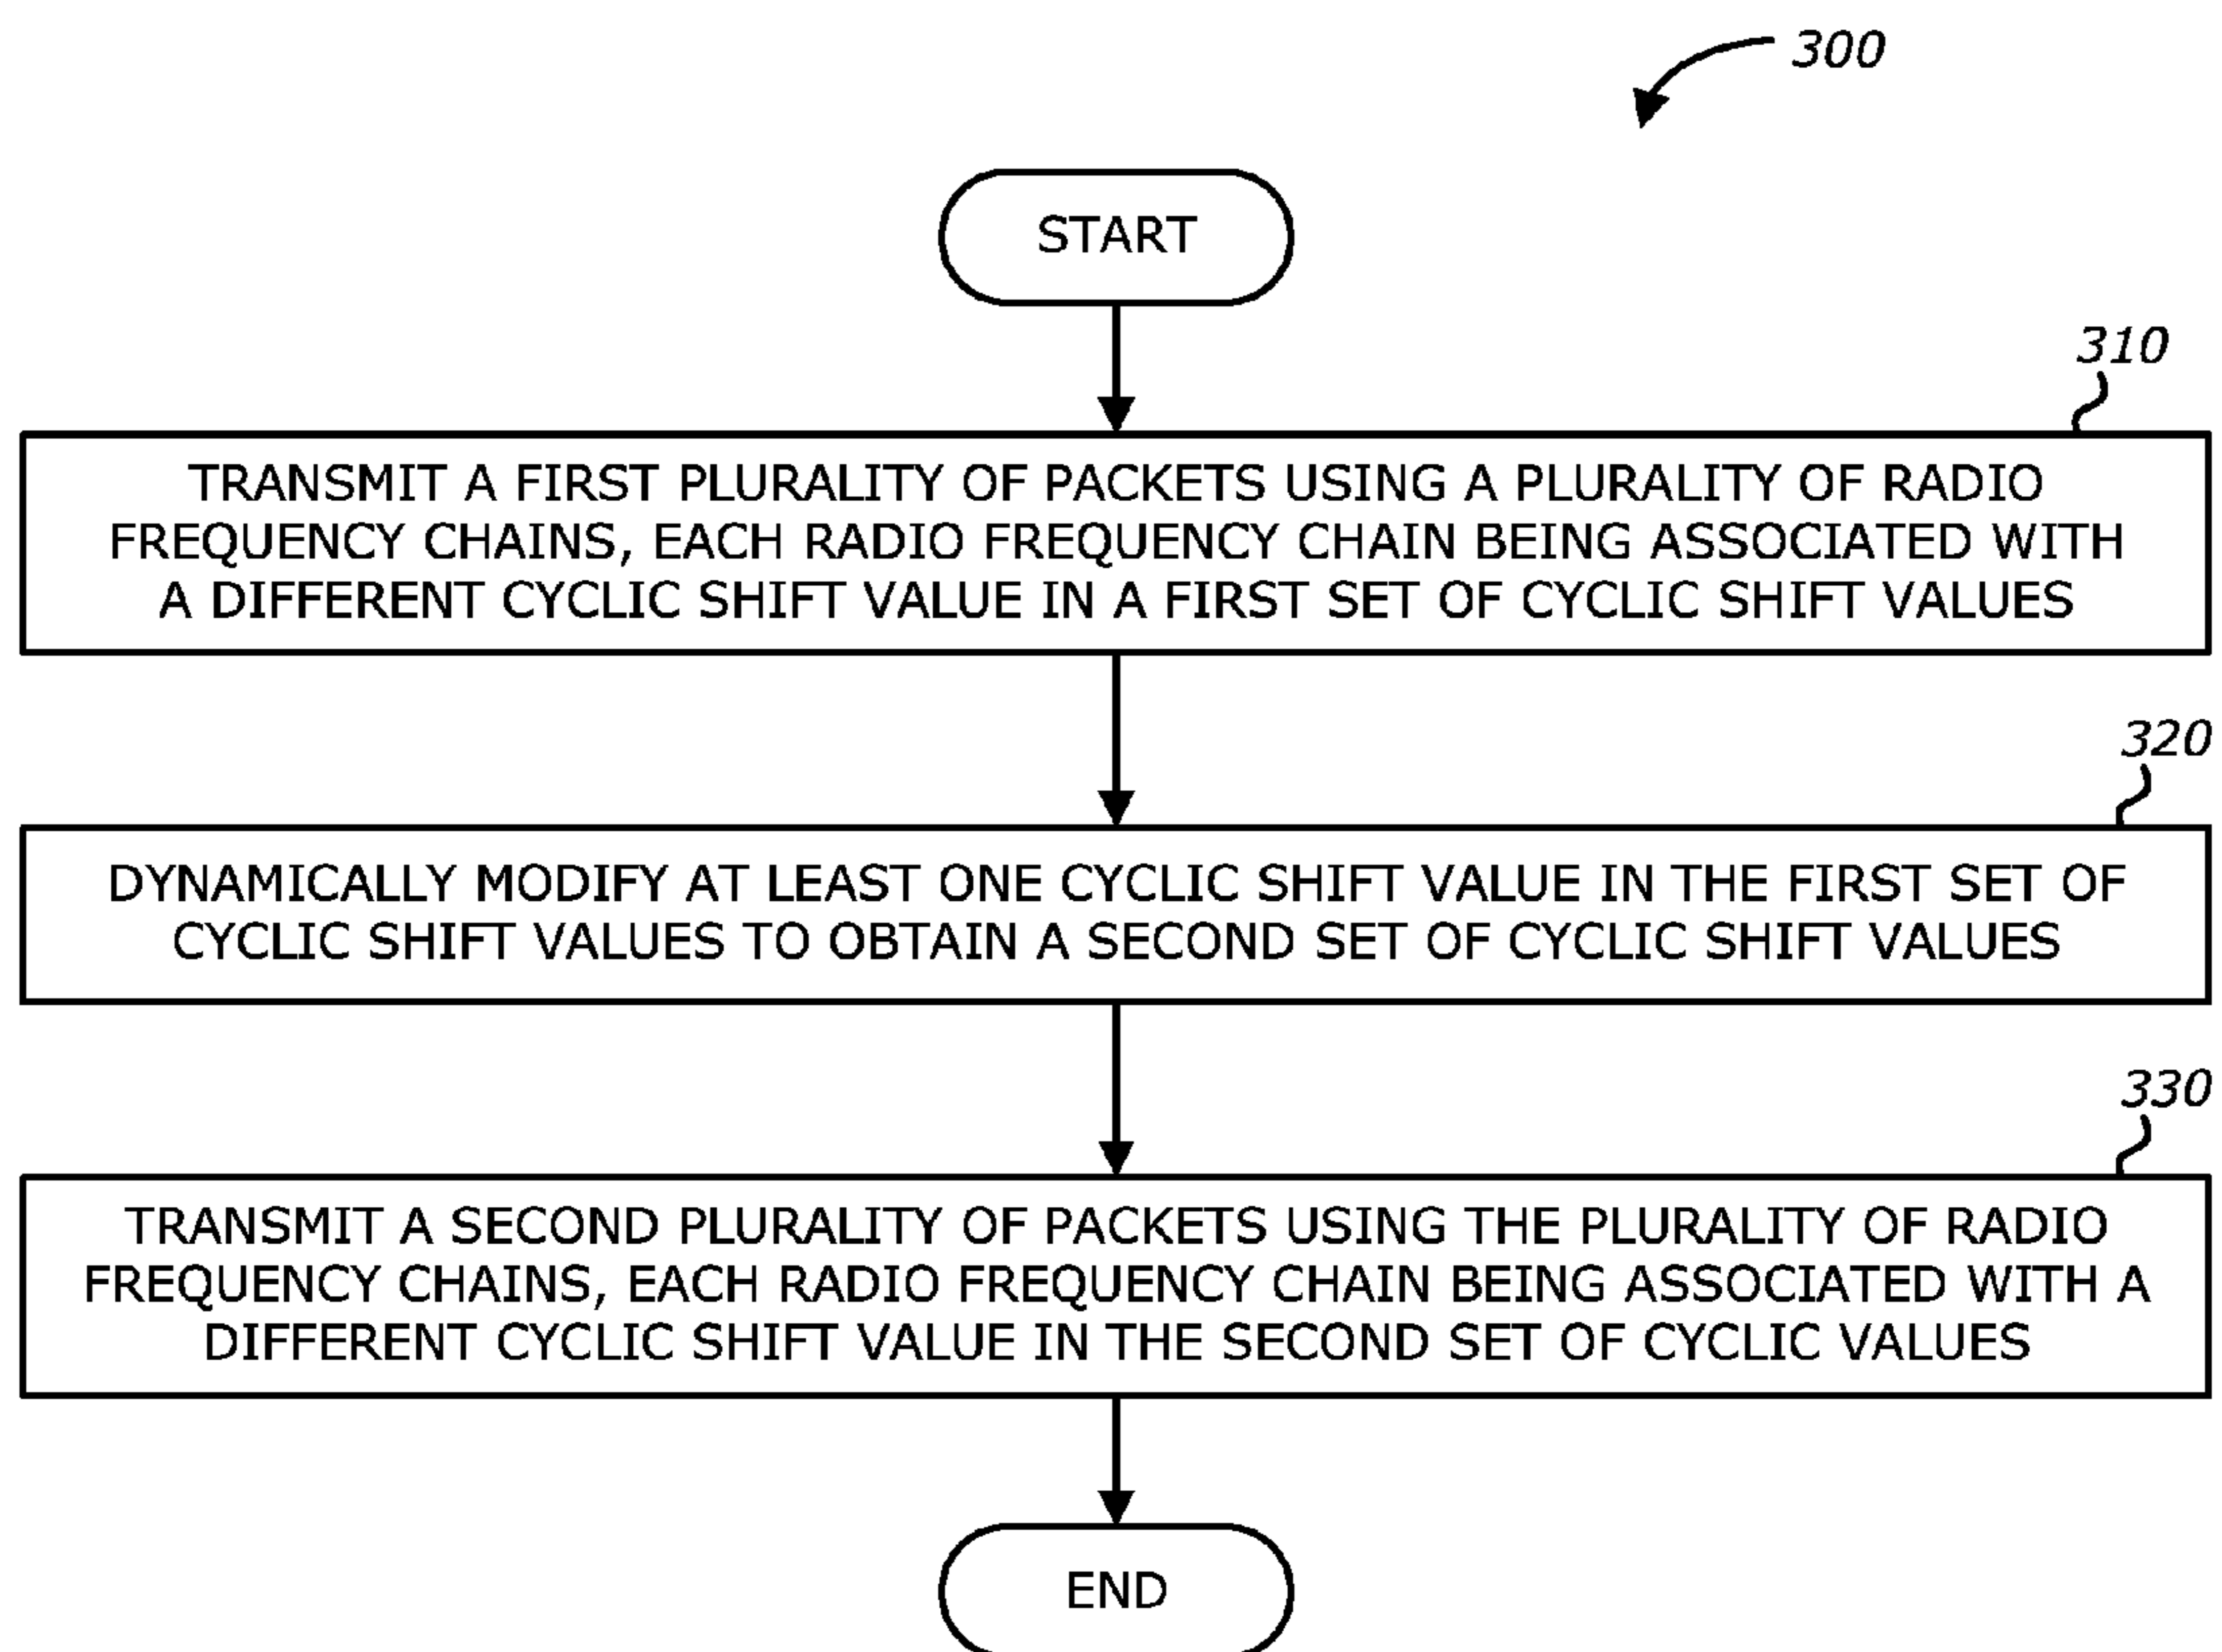 300
START
310
TRANSMIT A FIRST PLURALITY OF PACKETS USING A PLURALITY OF RADIO
FREQUENCY CHAINS, EACH RADIO FREQUENCY CHAIN BEING ASSOCIATED WITH
A DIFFERENT CYCLIC SHIFT VALUE IN A FIRST SET OF CYCLIC SHIFT VALUES
320
DYNAMICALLY MODIFY AT LEAST ONE CYCLIC SHIFT VALUE IN THE FIRST SET OF
CYCLIC SHIFT VALUES TO OBTAIN A SECOND SET OF CYCLIC SHIFT VALUES
330
TRANSMIT A SECOND PLURALITY OF PACKETS USING THE PLURALITY OF RADIO
FREQUENCY CHAINS, EACH RADIO FREQUENCY CHAIN BEING ASSOCIATED WITH A
DIFFERENT CYCLIC SHIFT VALUE IN THE SECOND SET OF CYCLIC VALUES
END